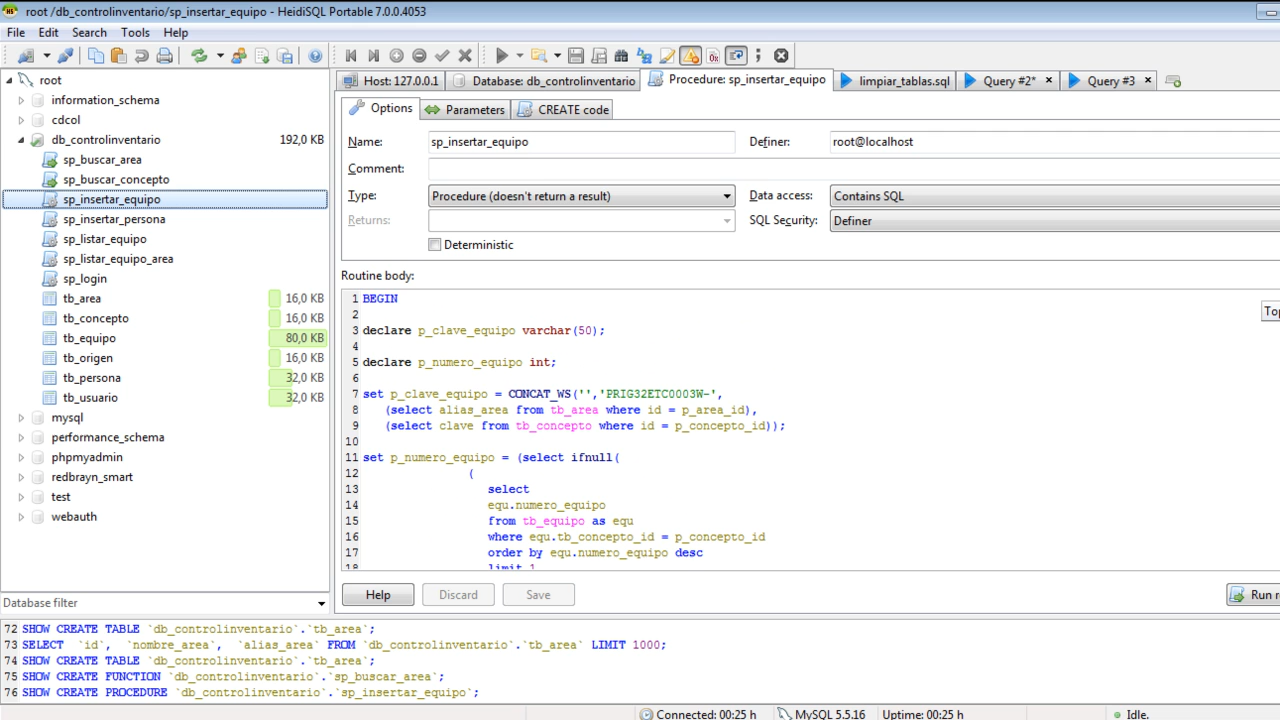 root /db_controlinventario/sp_insertar_equipo - HeidiSQL Portable 7.0.0.4053
File Edit Search Tools Help
root
information_schema
cdcol
db_controlinventario 192,0 KB
sp_buscar_area
sp_buscar_concepto
sp_insertar_equipo
sp_insertar_persona
sp_listar_equipo
sp_listar_equipo_area
sp_login
tb_area 16,0 KB
tb_concepto 16,0 KB
tb_equipo 80,0 KB
tb_origen 16,0 KB
tb_persona 32,0 KB
tb_usuario 32,0 KB
mysql
performance_schema
phpmyadmin
redbrayn_smart
test
webauth
Database filter
Host: 127.0.0.1 Database: db_controlinventario Procedure: sp_insertar_equipo limpiar_tablas.sql Query #2* Query #3
Options Parameters CREATE code
Name: sp_insertar_equipo Definer: root@localhost
Comment:
Type: Procedure (doesn't return a result) Data access: Contains SQL
Returns: SQL Security: Definer
Deterministic
Routine body:
1 BEGIN
2
3 declare p_clave_equipo varchar(50);
4
5 declare p_numero_equipo int;
6
7 set p_clave_equipo = CONCAT_WS('','PRIG32ETC0003W-',
8 (select alias_area from tb_area where id = p_area_id),
9 (select clave from tb_concepto where id = p_concepto_id));
10
11 set p_numero_equipo = (select ifnull(
12 (
13 select
14 equ.numero_equipo
15 from tb_equipo as equ
16 where equ.tb_concepto_id = p_concepto_id
17 order by equ.numero_equipo desc
18 limit 1
Top
Help Discard Save Run r
72 SHOW CREATE TABLE `db_controlinventario`.`tb_area`;
73 SELECT `id`, `nombre_area`, `alias_area` FROM `db_controlinventario`.`tb_area` LIMIT 1000;
74 SHOW CREATE TABLE `db_controlinventario`.`tb_area`;
75 SHOW CREATE FUNCTION `db_controlinventario`.`sp_buscar_area`;
76 SHOW CREATE PROCEDURE `db_controlinventario`.`sp_insertar_equipo`;
Connected: 00:25 h MySQL 5.5.16 Uptime: 00:25 h Idle.